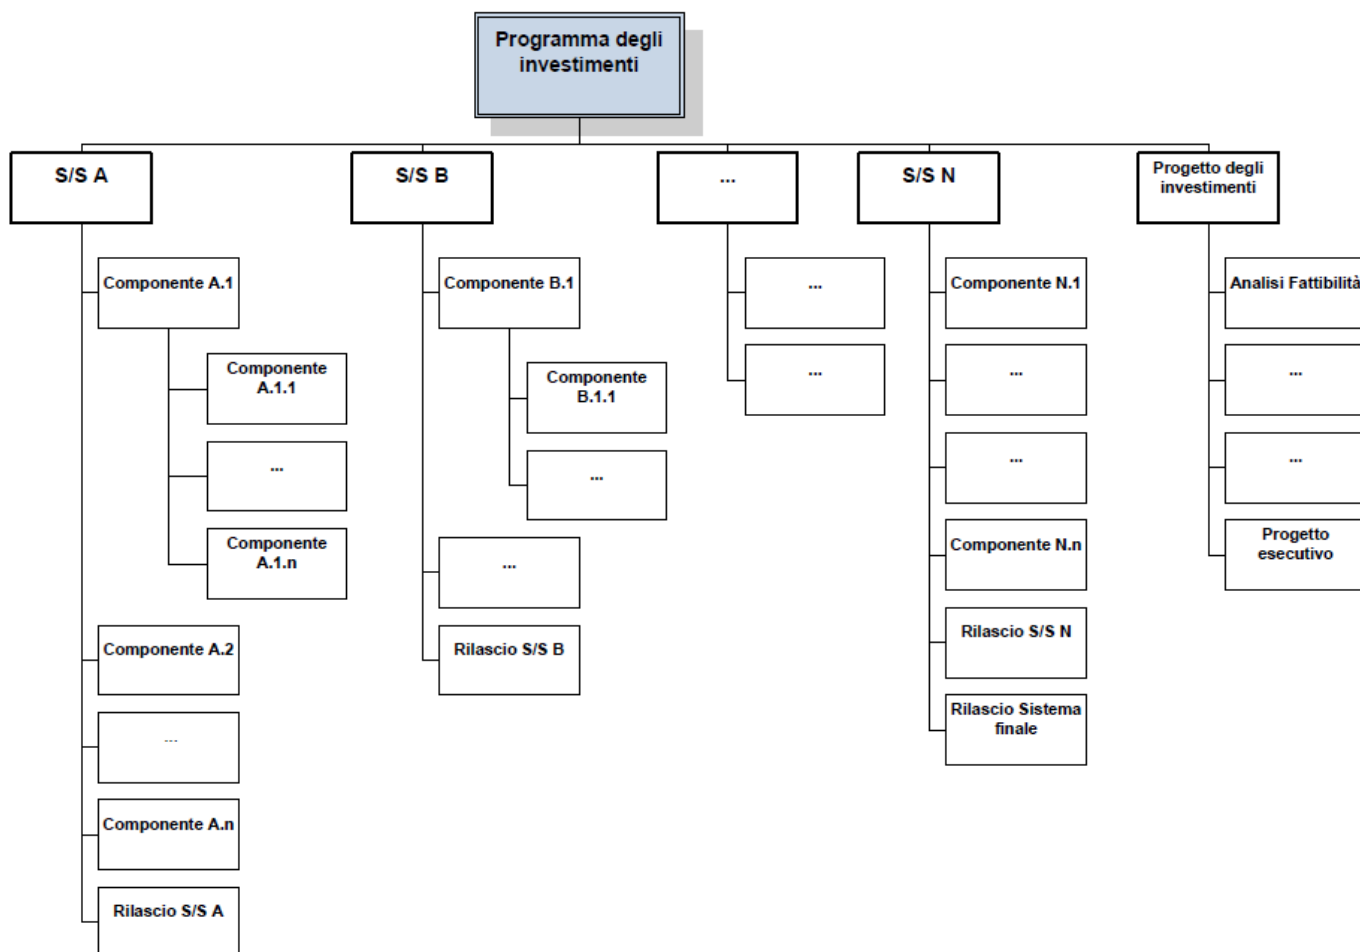 Programma degli
investimenti
S/S A
S/S B
...
S/S N
Progetto degli
investimenti
Componente A.1
Componente
A.1.1
...
Componente
A.1.n
Componente A.2
...
Componente A.n
Rilascio S/S A
Componente B.1
Componente
B.1.1
...
...
Rilascio S/S B
...
...
Componente N.1
...
...
Componente N.n
Rilascio S/S N
Rilascio Sistema
finale
Analisi Fattibilità
...
...
Progetto
esecutivo